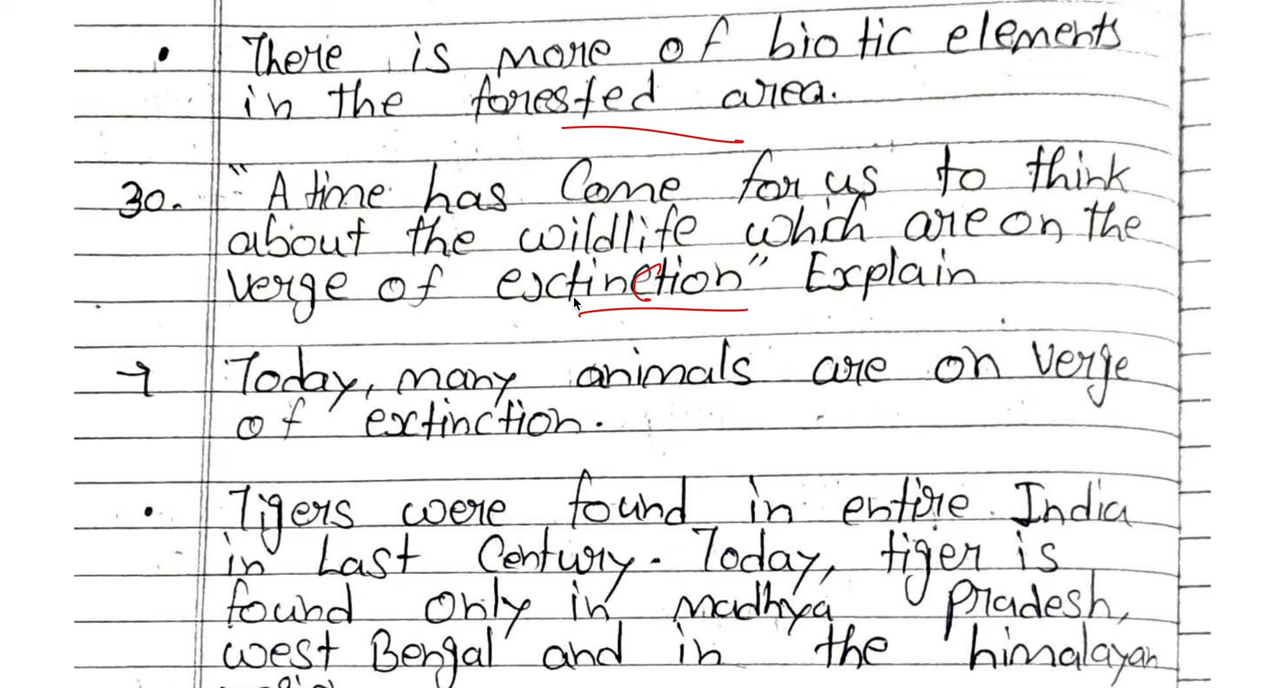 • There is more of biotic elements
in the forested area.
30. "A time has Come for us to think
about the wildlife which are on the
verge of extinction" Explain
→ Today, many animals are on verge
of extinction.
• Tigers were found in entire India
in Last Century. Today, tiger is
found only in madhya Pradesh,
west Bengal and in the himalayan